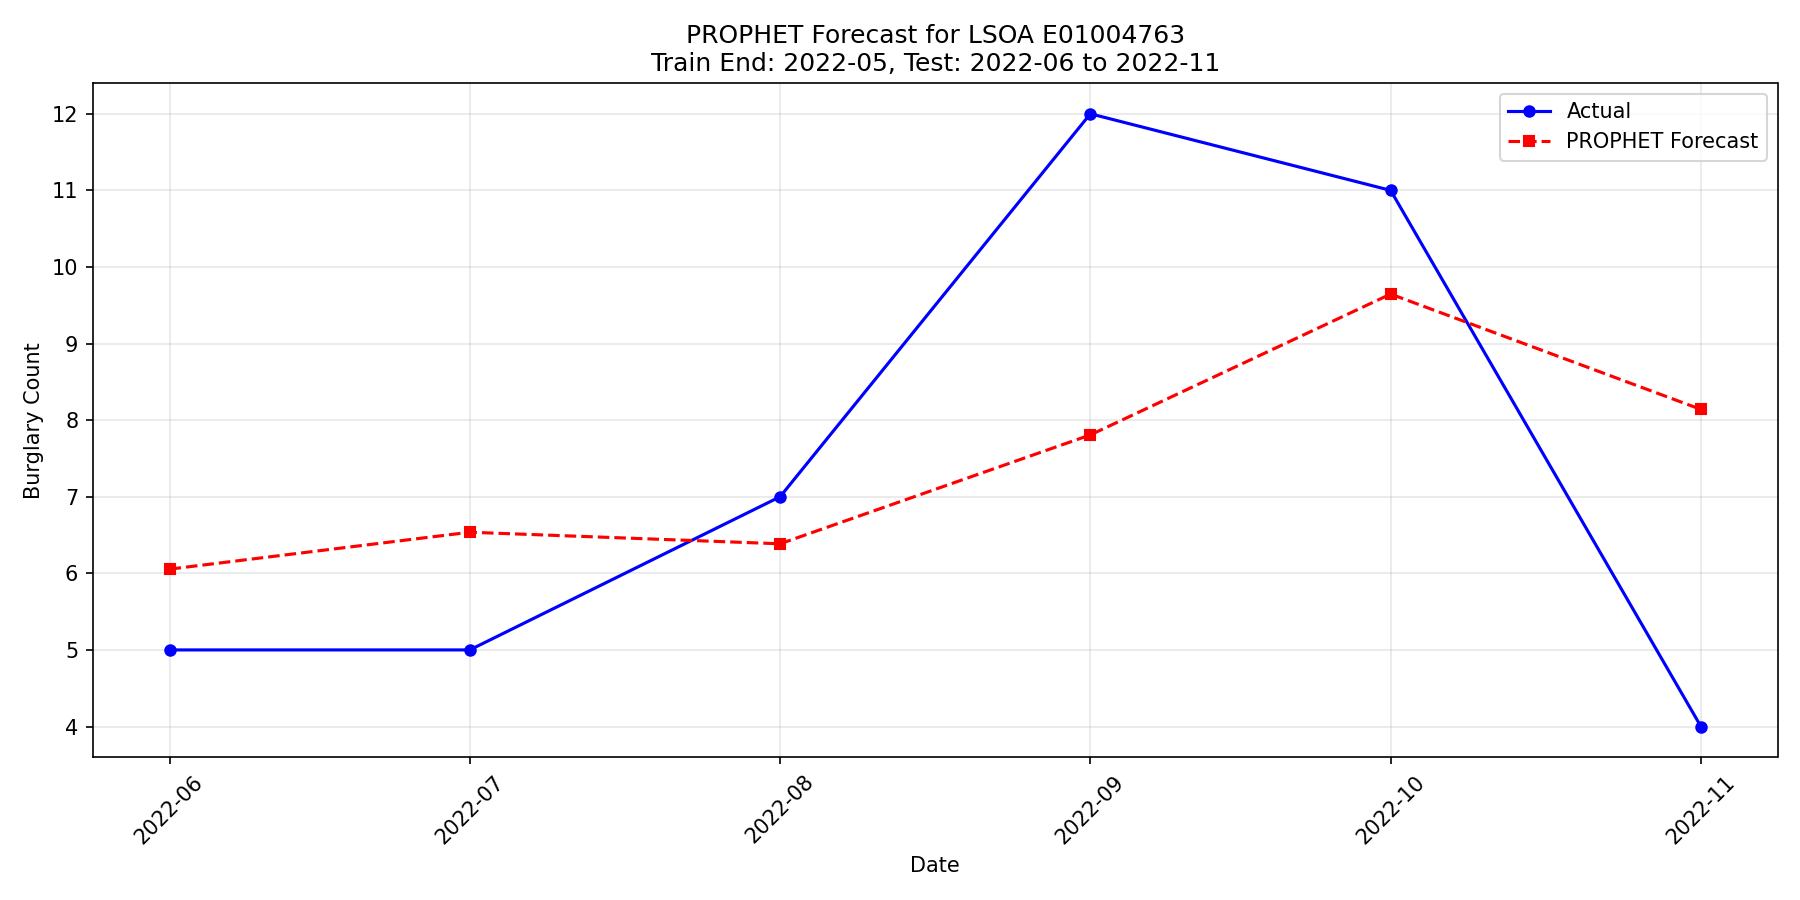 PROPHET Forecast for LSOA E01004763
Train End: 2022-05, Test: 2022-06 to 2022-11
Actual
PROPHET Forecast
Burglary Count
12
11
10
9
8
7
6
5
4
2022-06
2022-07
2022-08
2022-09
2022-10
2022-11
Date